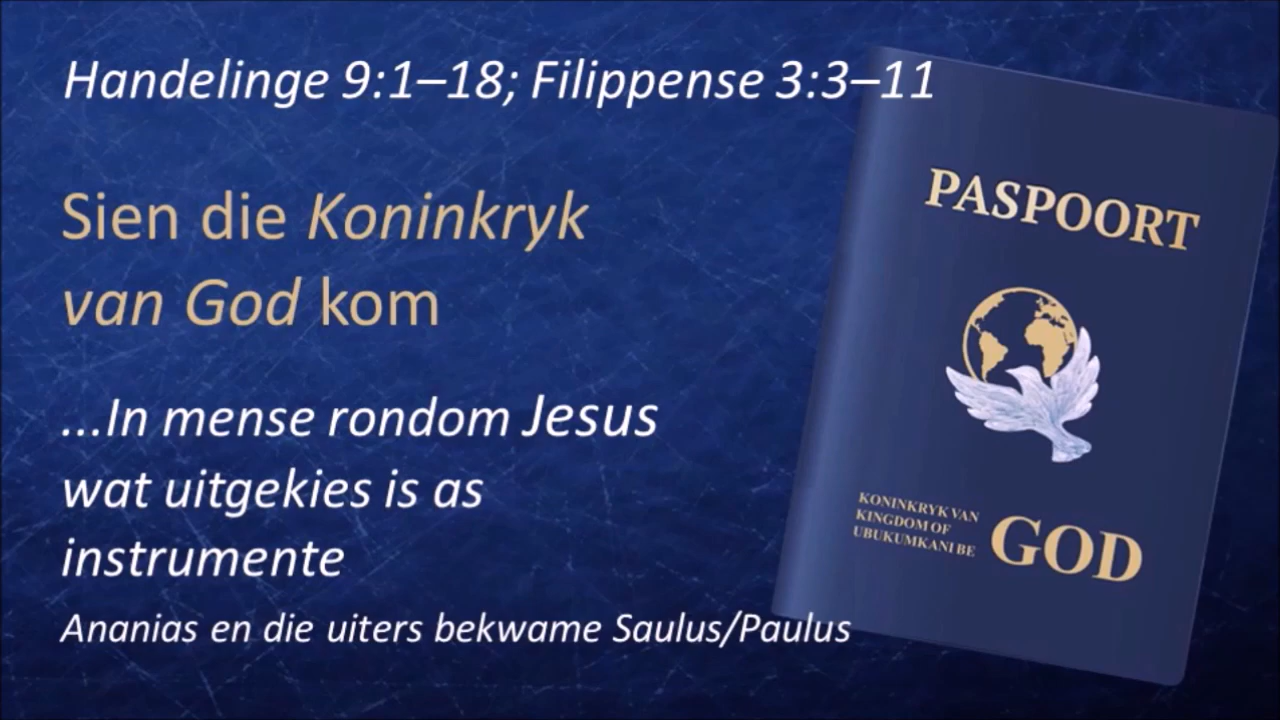 Handelinge 9:1–18; Filippense 3:3–11
Sien die Koninkryk
van God kom
...In mense rondom Jesus
wat uitgekies is as
instrumente
Ananias en die uiters bekwame Saulus/Paulus
PASPOORT
KONINKRYK VAN
KINGDOM OF
UBUKUMKANI BE
GOD